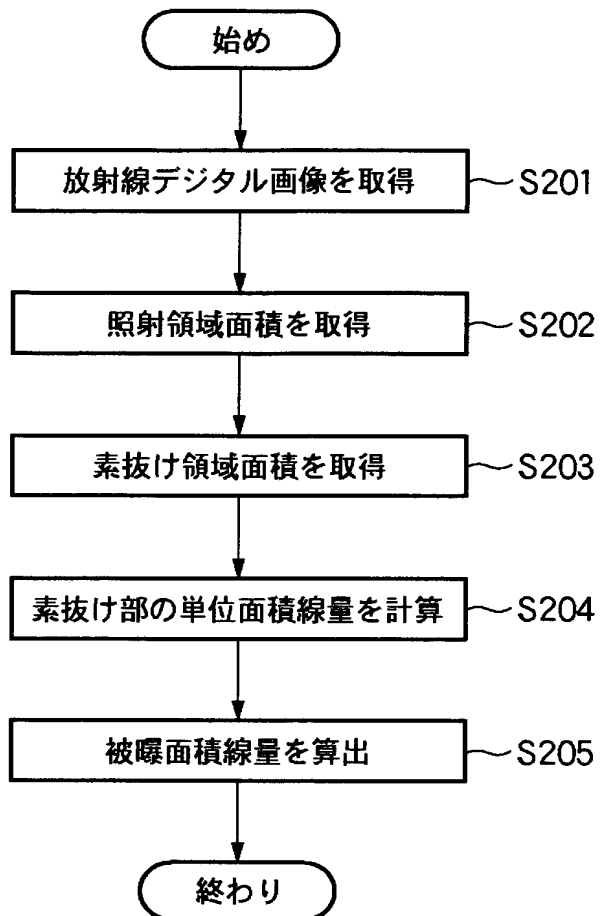 始め
放射線デジタル画像を取得 S201
照射領域面積を取得 S202
素抜け領域面積を取得 S203
素抜け部の単位面積線量を計算 S204
被曝面積線量を算出 S205
終わり